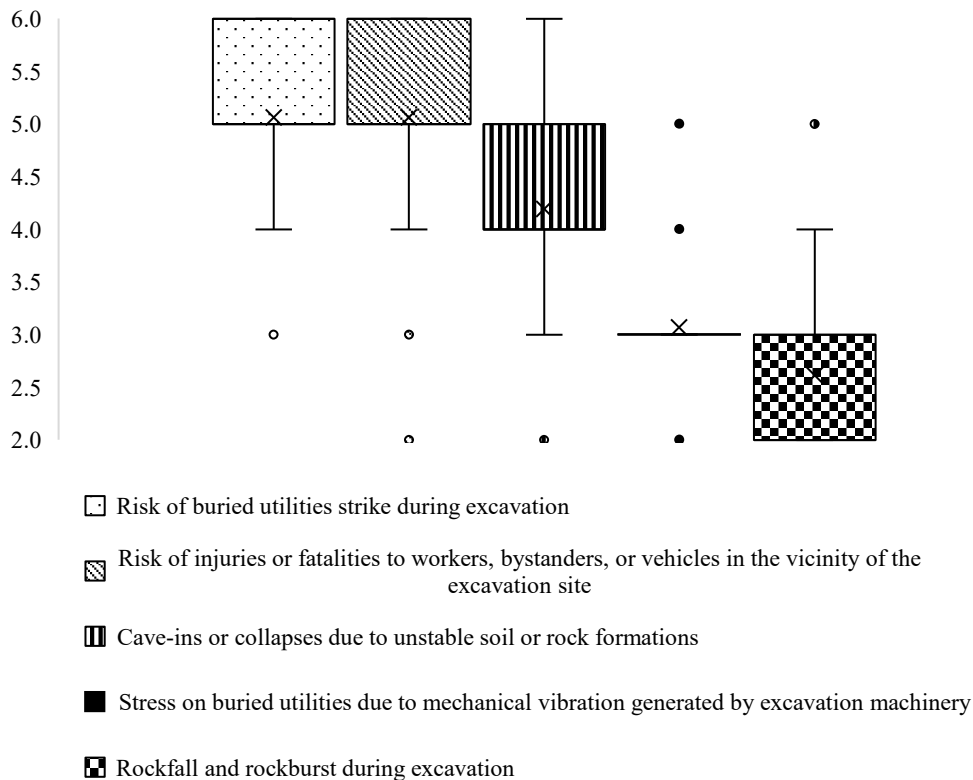 6.0
5.5
5.0
4.5
4.0
3.5
3.0
2.5
2.0
Risk of buried utilities strike during excavation
Risk of injuries or fatalities to workers, bystanders, or vehicles in the vicinity of the
excavation site
Cave-ins or collapses due to unstable soil or rock formations
Stress on buried utilities due to mechanical vibration generated by excavation machinery
Rockfall and rockburst during excavation